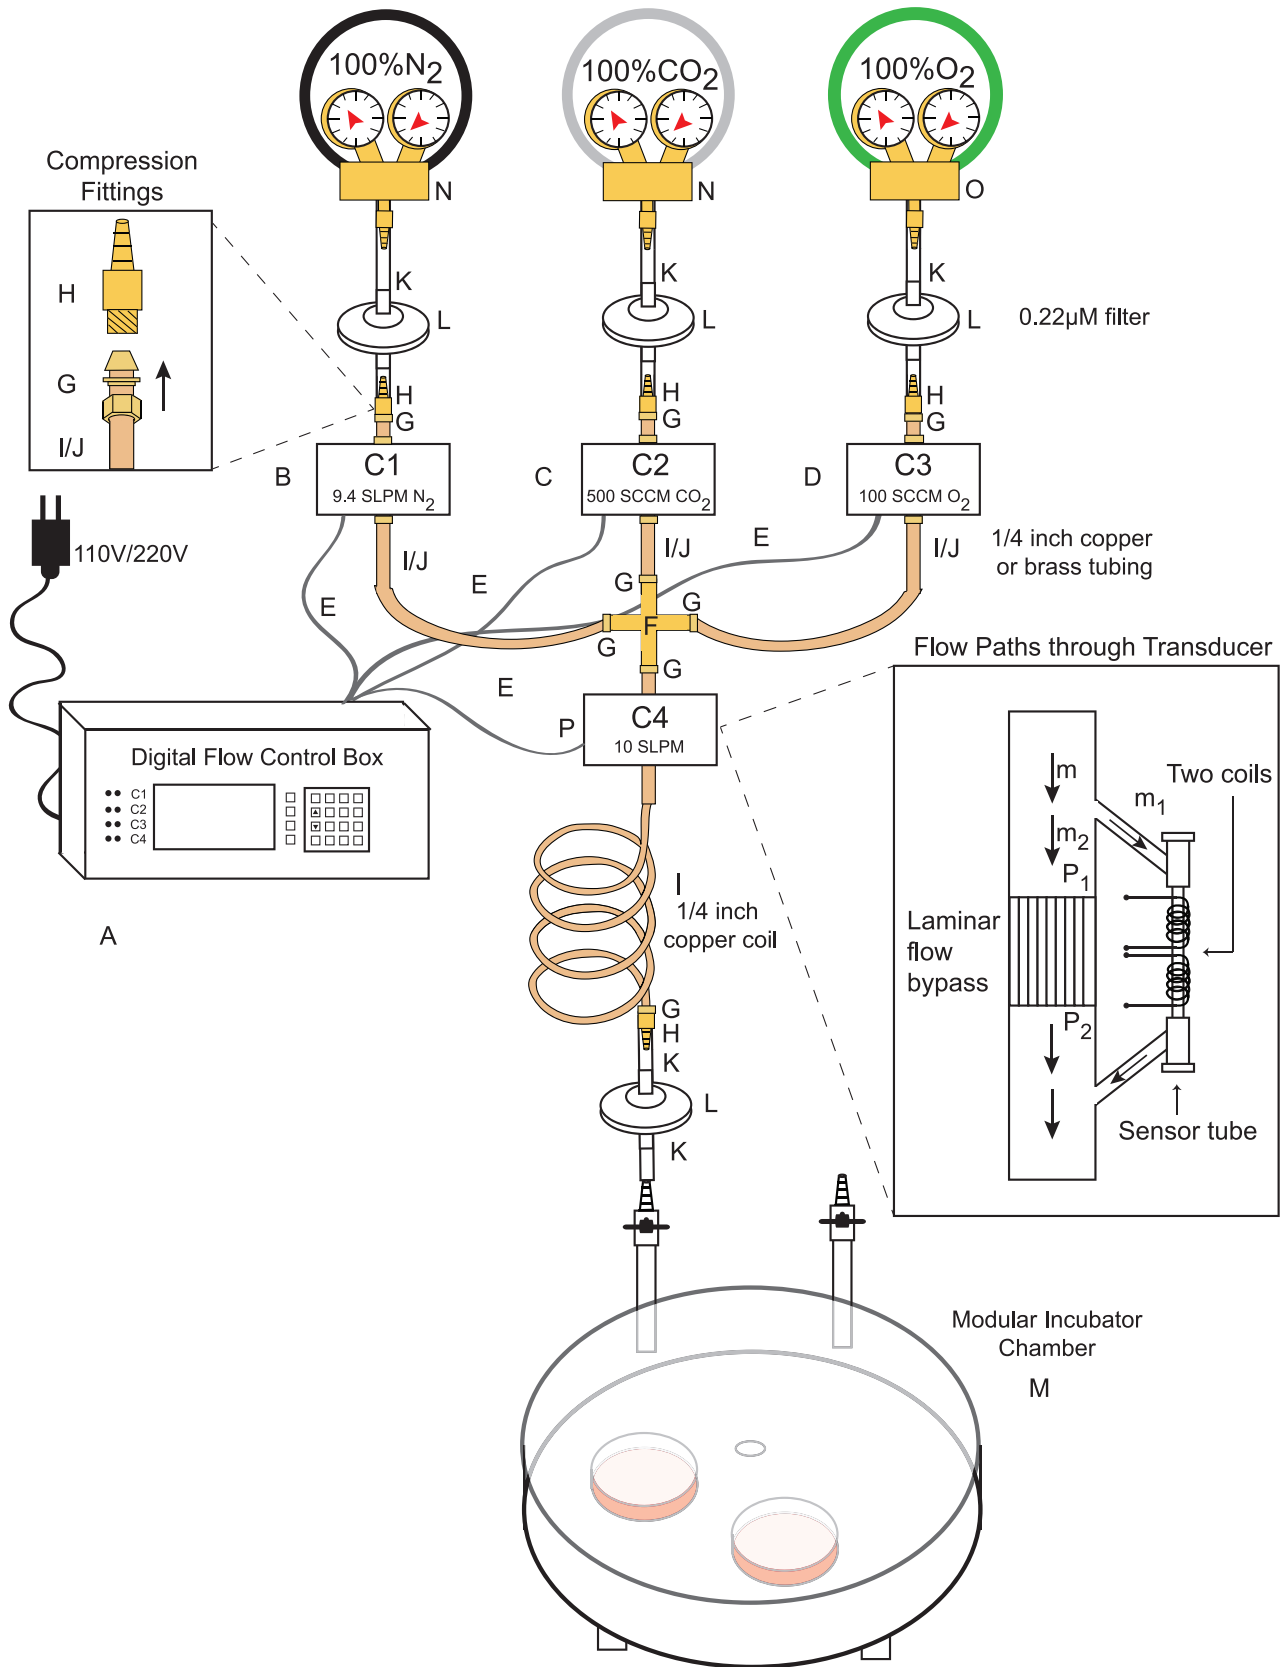 100%N2
100%CO2
100%O2
N
N
O
Compression
Fittings
H
G
I/J
K
K
K
L
L
L
0.22µM filter
H
G
H
G
H
G
B
C1
9.4 SLPM N2
C
C2
500 SCCM CO2
D
C3
100 SCCM O2
110V/220V
I/J
I/J
I/J
1/4 inch copper
or brass tubing
E
E
E
G
G
F
G
G
E
P
C4
10 SLPM
Digital Flow Control Box
C1
C2
C3
C4
A
I
1/4 inch
copper coil
G
H
K
L
K
Flow Paths through Transducer
m
m1
Two coils
m2
P1
Laminar
flow
bypass
P2
Sensor tube
Modular Incubator
Chamber
M